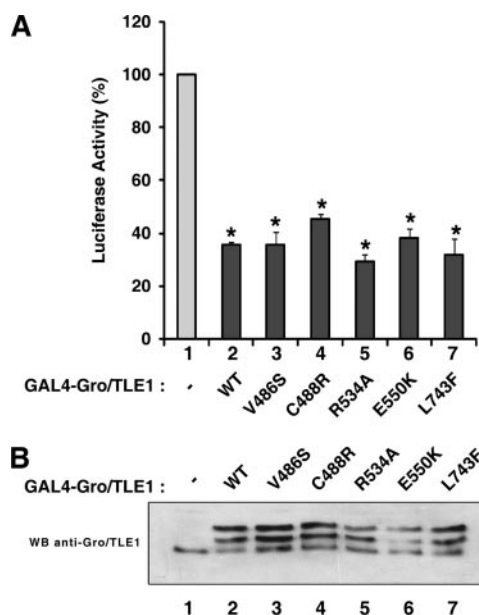 A
Luciferase Activity (%)
120
100
80
60
40
20
0
* * * * * *
1 2 3 4 5 6 7
GAL4-Gro/TLE1 : - WT V486S C488R R534A E550K L743F
B
GAL4-Gro/TLE1 : - WT V486S C488R R534A E550K L743F
WB anti-Gro/TLE1
1 2 3 4 5 6 7